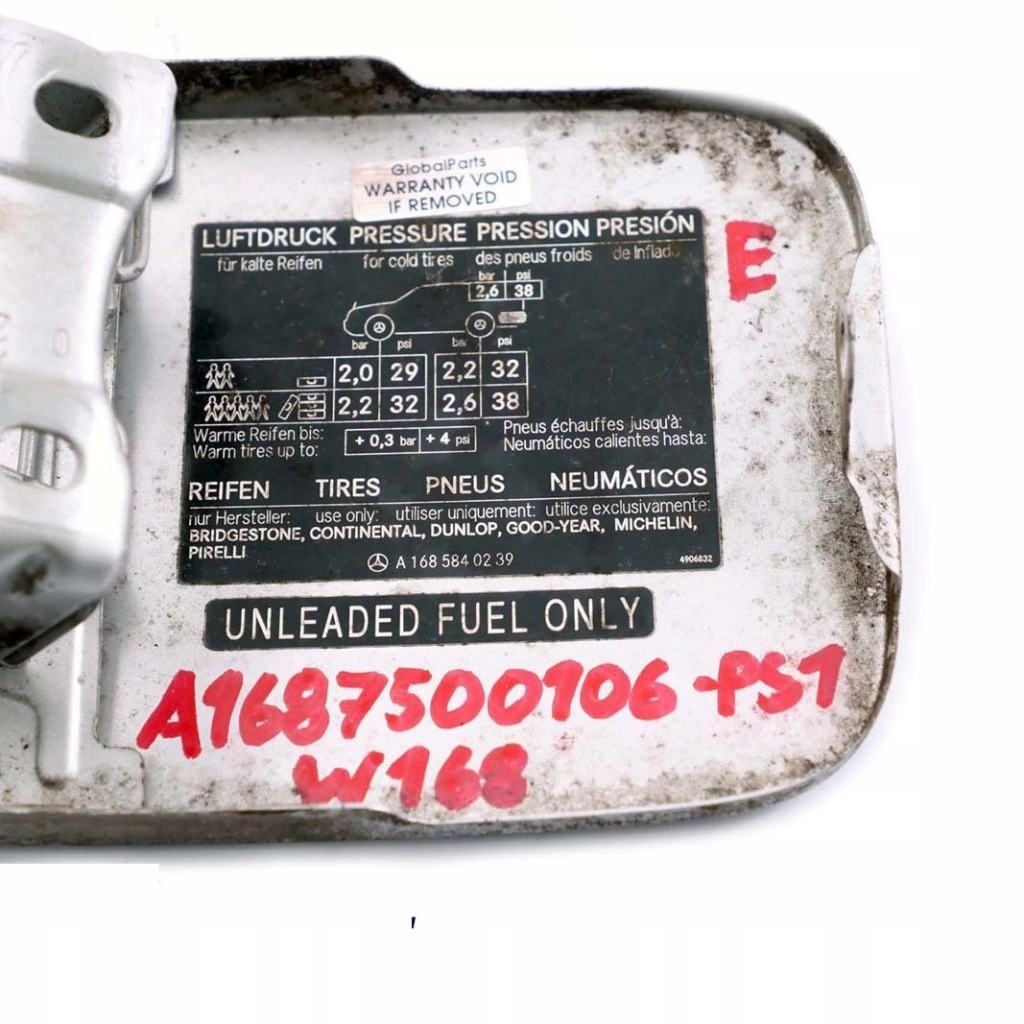 GlobalParts
WARRANTY VOID
IF REMOVED
LUFTDRUCK PRESSURE PRESSION PRESIÓN
für kalte Reifen for cold tires des pneus froids de Inflado
bar psi
2,6 38
bar psi bar psi
2,0 29 2,2 32
2,2 32 2,6 38
Warme Reifen bis: + 0,3 bar + 4 psi Pneus échauffes jusqu'à:
Warm tires up to: Neumáticos calientes hasta:
REIFEN TIRES PNEUS NEUMÁTICOS
nur Hersteller: use only: utiliser uniquement: utilice exclusivamente:
BRIDGESTONE, CONTINENTAL, DUNLOP, GOOD-YEAR, MICHELIN,
PIRELLI
A 168 584 02 39 4906832
E
UNLEADED FUEL ONLY
A1687500106-PS1
W168